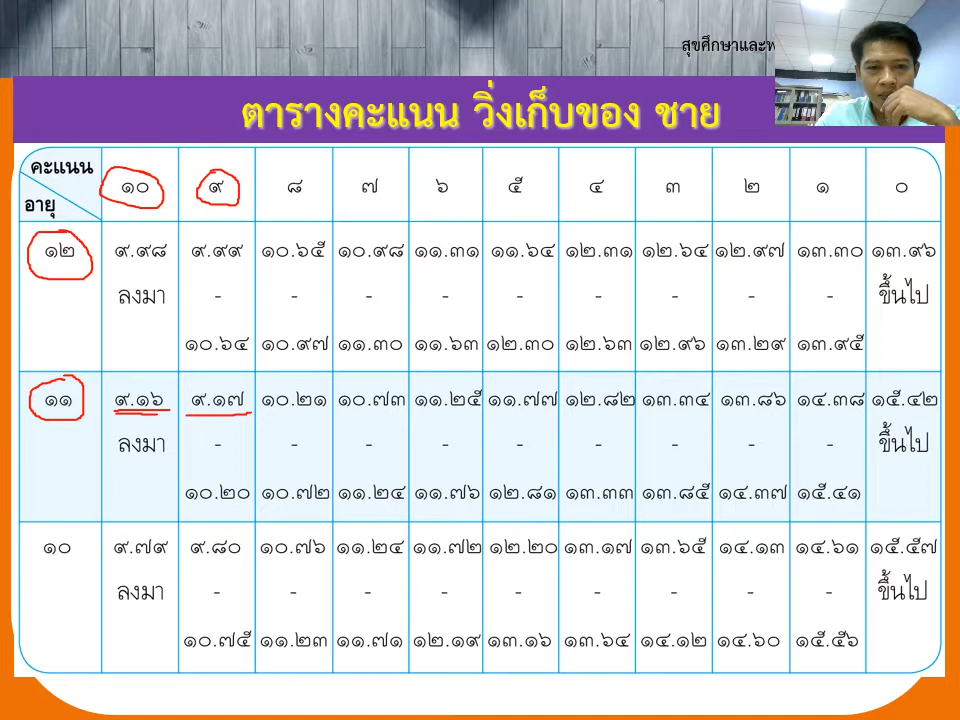 สุขศึกษาและพ
ตารางคะแนน วิ่งเก็บของ ชาย
คะแนน ๑๐ ๙ ๘ ๗ ๖ ๕ ๔ ๓ ๒ ๑ ๐
อายุ
๑๒ ๙.๙๘ ๙.๙๙ ๑๐.๖๕ ๑๐.๙๘ ๑๑.๓๑ ๑๑.๖๔ ๑๒.๓๑ ๑๒.๖๔ ๑๒.๙๗ ๑๓.๓๐ ๑๓.๙๖
ลงมา - - - - - - - - - ขึ้นไป
๑๐.๖๔ ๑๐.๙๗ ๑๑.๓๐ ๑๑.๖๓ ๑๒.๓๐ ๑๒.๖๓ ๑๒.๙๖ ๑๓.๒๙ ๑๓.๙๕
๑๑ ๙.๑๖ ๙.๑๗ ๑๐.๒๑ ๑๐.๗๓ ๑๑.๒๕ ๑๑.๗๗ ๑๒.๘๒ ๑๓.๓๔ ๑๓.๘๖ ๑๔.๓๘ ๑๕.๔๒
ลงมา - - - - - - - - - ขึ้นไป
๑๐.๒๐ ๑๐.๗๒ ๑๑.๒๔ ๑๑.๗๖ ๑๒.๘๑ ๑๓.๓๓ ๑๓.๘๕ ๑๔.๓๗ ๑๕.๔๑
๑๐ ๙.๗๙ ๙.๘๐ ๑๐.๗๖ ๑๑.๒๔ ๑๑.๗๒ ๑๒.๒๐ ๑๓.๑๗ ๑๓.๖๕ ๑๔.๑๓ ๑๔.๖๑ ๑๕.๕๗
ลงมา - - - - - - - - - ขึ้นไป
๑๐.๗๕ ๑๑.๒๓ ๑๑.๗๑ ๑๒.๑๙ ๑๓.๑๖ ๑๓.๖๔ ๑๔.๑๒ ๑๔.๖๐ ๑๕.๕๖